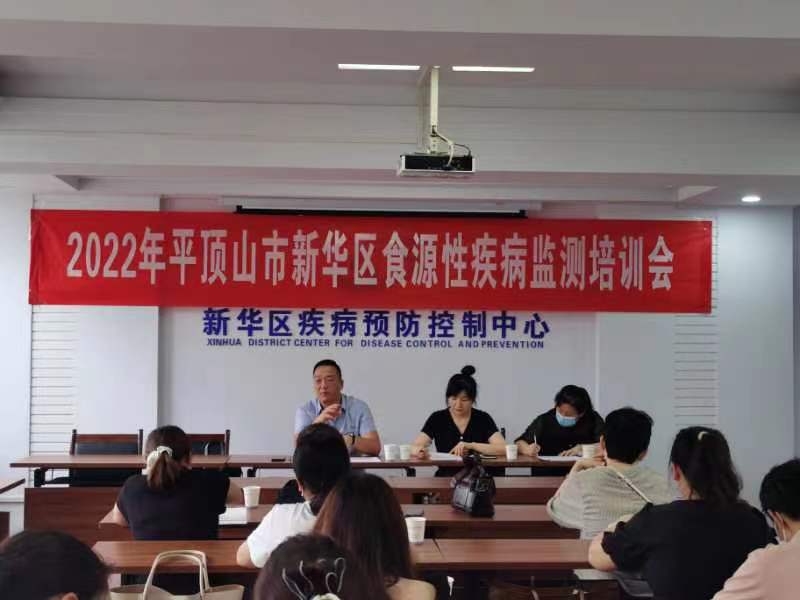 2022年平顶山市新华区食源性疾病监测培训会
新华区疾病预防控制中心
XINHUA DISTRICT CENTER FOR DISEASE CONTROL AND PREVENTION